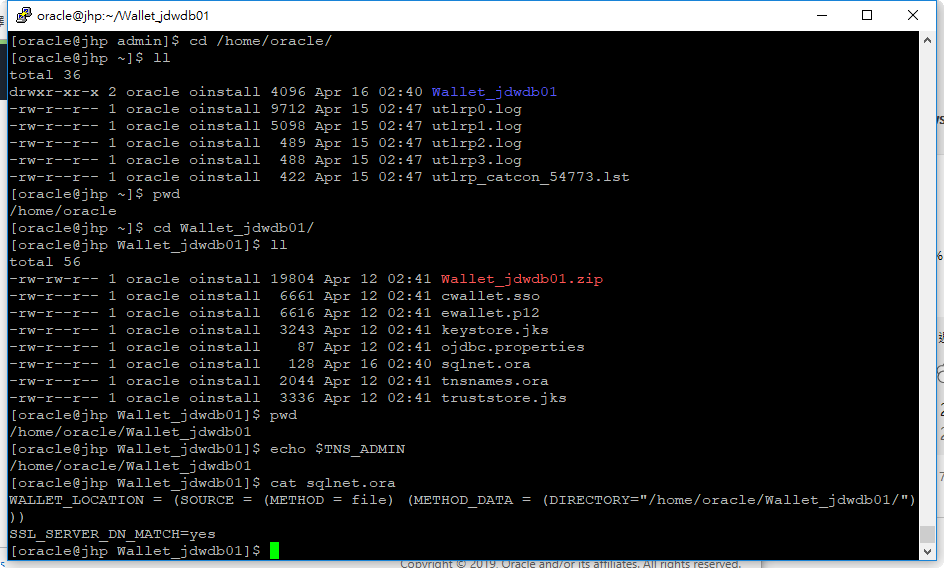 oracle@jhp:~/Wallet_jdwdb01
[oracle@jhp admin]$ cd /home/oracle/
[oracle@jhp ~]$ ll
total 36
drwxr-xr-x 2 oracle oinstall 4096 Apr 16 02:40 Wallet_jdwdb01
-rw-r--r-- 1 oracle oinstall 9712 Apr 15 02:47 utlrp0.log
-rw-r--r-- 1 oracle oinstall 5098 Apr 15 02:47 utlrp1.log
-rw-r--r-- 1 oracle oinstall  489 Apr 15 02:47 utlrp2.log
-rw-r--r-- 1 oracle oinstall  488 Apr 15 02:47 utlrp3.log
-rw-r--r-- 1 oracle oinstall  422 Apr 15 02:47 utlrp_catcon_54773.lst
[oracle@jhp ~]$ pwd
/home/oracle
[oracle@jhp ~]$ cd Wallet_jdwdb01/
[oracle@jhp Wallet_jdwdb01]$ ll
total 56
-rw-rw-r-- 1 oracle oinstall 19804 Apr 12 02:41 Wallet_jdwdb01.zip
-rw-r--r-- 1 oracle oinstall  6661 Apr 12 02:41 cwallet.sso
-rw-r--r-- 1 oracle oinstall  6616 Apr 12 02:41 ewallet.p12
-rw-r--r-- 1 oracle oinstall  3243 Apr 12 02:41 keystore.jks
-rw-r--r-- 1 oracle oinstall    87 Apr 12 02:41 ojdbc.properties
-rw-r--r-- 1 oracle oinstall   128 Apr 16 02:40 sqlnet.ora
-rw-r--r-- 1 oracle oinstall  2044 Apr 12 02:41 tnsnames.ora
-rw-r--r-- 1 oracle oinstall  3336 Apr 12 02:41 truststore.jks
[oracle@jhp Wallet_jdwdb01]$ pwd
/home/oracle/Wallet_jdwdb01
[oracle@jhp Wallet_jdwdb01]$ echo $TNS_ADMIN
/home/oracle/Wallet_jdwdb01
[oracle@jhp Wallet_jdwdb01]$ cat sqlnet.ora
WALLET_LOCATION = (SOURCE = (METHOD = file) (METHOD_DATA = (DIRECTORY="/home/oracle/Wallet_jdwdb01/")
))
SSL_SERVER_DN_MATCH=yes
[oracle@jhp Wallet_jdwdb01]$
Copyright © 2019, Oracle and/or its affiliates. All rights reserved.